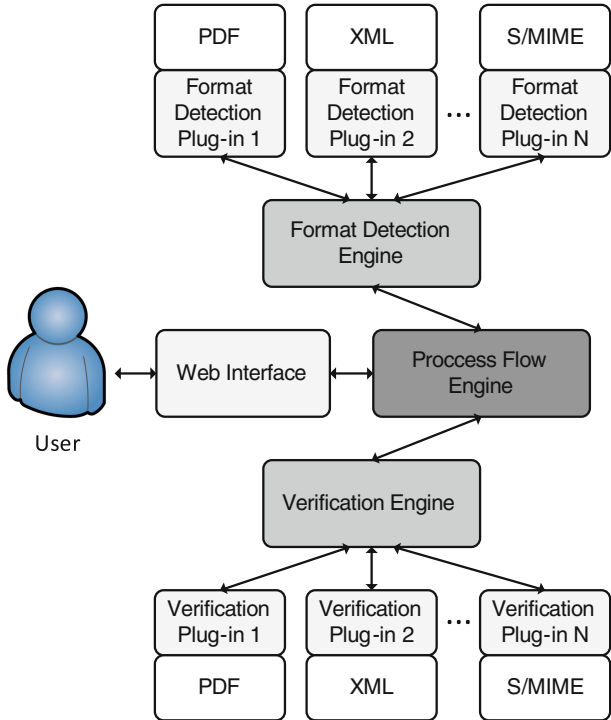 PDF
XML
S/MIME
Format
Detection
Plug-in 1
Format
Detection
Plug-in 2
...
Format
Detection
Plug-in N
Format Detection
Engine
Web Interface
Proccess Flow
Engine
User
Verification Engine
Verification
Plug-in 1
Verification
Plug-in 2
...
Verification
Plug-in N
PDF
XML
S/MIME